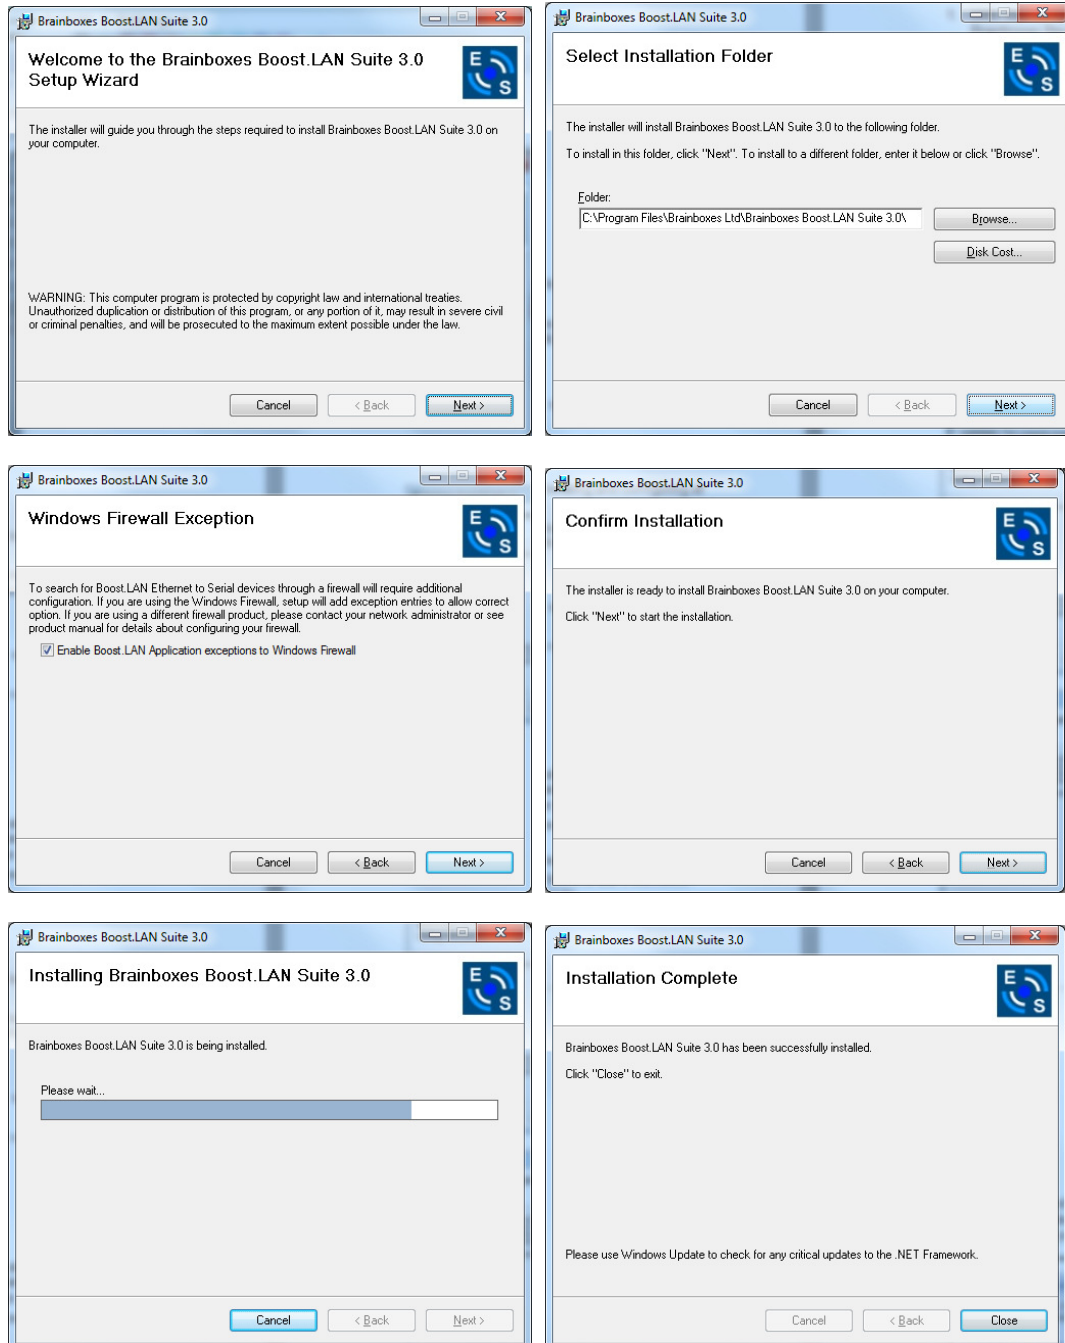 Brainboxes Boost.LAN Suite 3.0
Welcome to the Brainboxes Boost.LAN Suite 3.0
Setup Wizard
E
S
The installer will guide you through the steps required to install Brainboxes Boost.LAN Suite 3.0 on
your computer.
WARNING: This computer program is protected by copyright law and international treaties.
Unauthorized duplication or distribution of this program, or any portion of it, may result in severe civil
or criminal penalties, and will be prosecuted to the maximum extent possible under the law.
Cancel < Back Next >
Brainboxes Boost.LAN Suite 3.0
Select Installation Folder
E
S
The installer will install Brainboxes Boost.LAN Suite 3.0 to the following folder.
To install in this folder, click "Next". To install to a different folder, enter it below or click "Browse".
Folder:
C:\Program Files\Brainboxes Ltd\Brainboxes Boost.LAN Suite 3.0\ Browse...
Disk Cost...
Cancel < Back Next >
Brainboxes Boost.LAN Suite 3.0
Windows Firewall Exception
E
S
To search for Boost.LAN Ethernet to Serial devices through a firewall will require additional
configuration. If you are using the Windows Firewall, setup will add exception entries to allow correct
option. If you are using a different firewall product, please contact your network administrator or see
product manual for details about configuring your firewall.
Enable Boost.LAN Application exceptions to Windows Firewall
Cancel < Back Next >
Brainboxes Boost.LAN Suite 3.0
Confirm Installation
E
S
The installer is ready to install Brainboxes Boost.LAN Suite 3.0 on your computer.
Click "Next" to start the installation.
Cancel < Back Next >
Brainboxes Boost.LAN Suite 3.0
Installing Brainboxes Boost.LAN Suite 3.0
E
S
Brainboxes Boost.LAN Suite 3.0 is being installed.
Please wait...
Cancel < Back Next >
Brainboxes Boost.LAN Suite 3.0
Installation Complete
E
S
Brainboxes Boost.LAN Suite 3.0 has been successfully installed.
Click "Close" to exit.
Please use Windows Update to check for any critical updates to the .NET Framework.
Cancel < Back Close